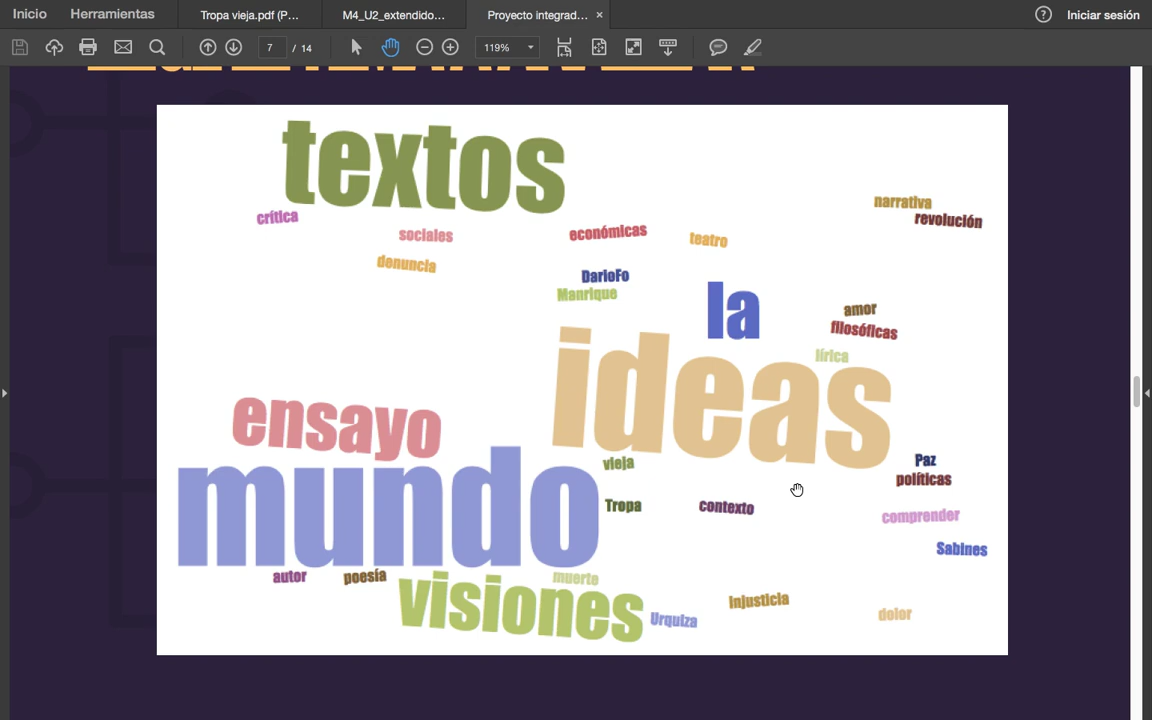 Inicio
Herramientas
Tropa vieja.pdf (P...
M4_U2_extendido...
Proyecto integrad...
Iniciar sesión
7 / 14
119%
textos
crítica
narrativa
revolución
sociales
económicas
teatro
denuncia
DarioFo
Manrique
la
amor
filosóficas
lírica
ideas
ensayo
mundo
vieja
Paz
políticas
Tropa
contexto
comprender
Sabines
autor
poesía
muerte
visiones
Urquiza
injusticia
dolor